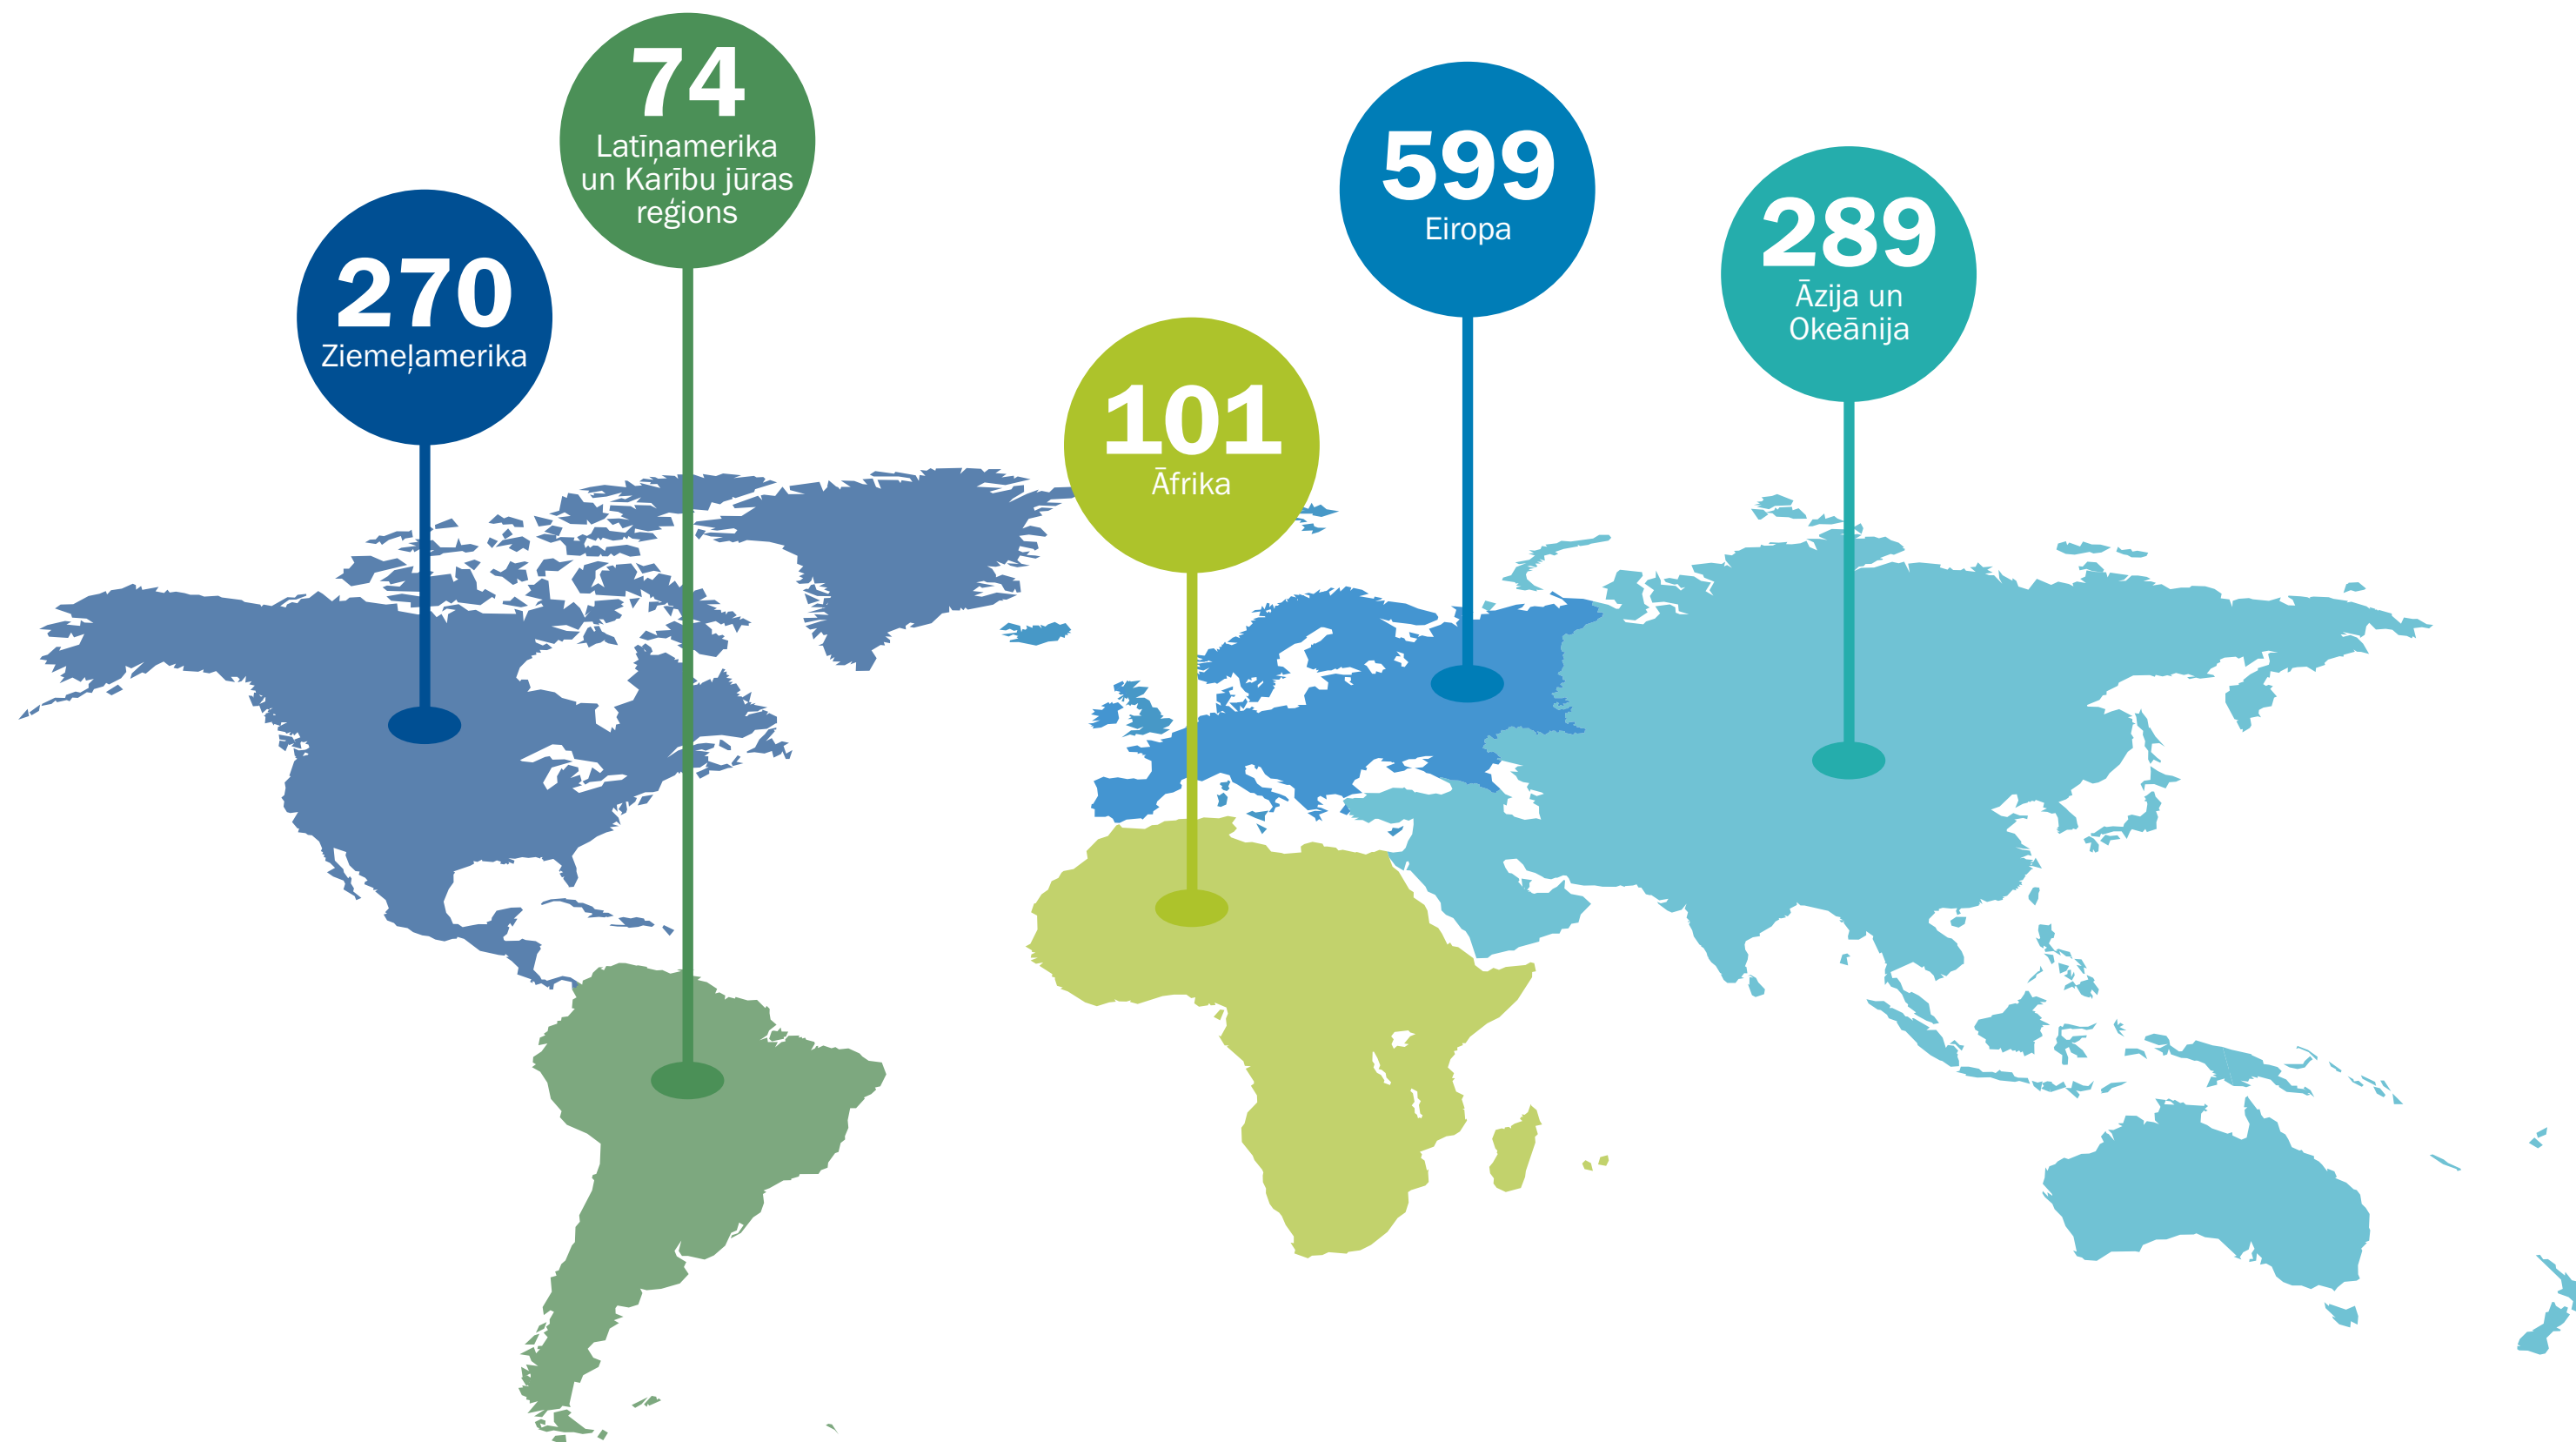 74
Latīņamerika
un Karību jūras
reģions
270
Ziemeļamerika
599
Eiropa
289
Āzija un
Okeānija
101
Āfrika